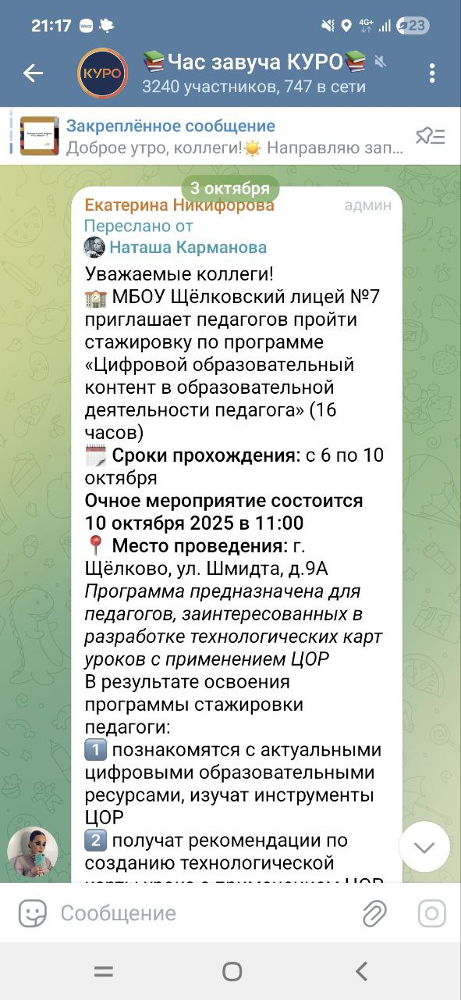 21:17
Wear
4G+
23
КУРО
📚Час завуча КУРО📚
3240 участников, 747 в сети
Закреплённое сообщение
Доброе утро, коллеги!☀️ Направляю зап...
3 октября
Екатерина Никифорова
админ
Переслано от
Наташа Карманова
Уважаемые коллеги!
🏫 МБОУ Щёлковский лицей №7
приглашает педагогов пройти
стажировку по программе
«Цифровой образовательный
контент в образовательной
деятельности педагога» (16
часов)
🗓 Сроки прохождения: с 6 по 10
октября
Очное мероприятие состоится
10 октября 2025 в 11:00
📍 Место проведения: г.
Щёлково, ул. Шмидта, д.9А
Программа предназначена для
педагогов, заинтересованных в
разработке технологических карт
уроков с применением ЦОР
В результате освоения
программы стажировки
педагоги:
1️⃣ познакомятся с актуальными
цифровыми образовательными
ресурсами, изучат инструменты
ЦОР
2️⃣ получат рекомендации по
созданию технологической
карты урока с применением ЦОР
Сообщение